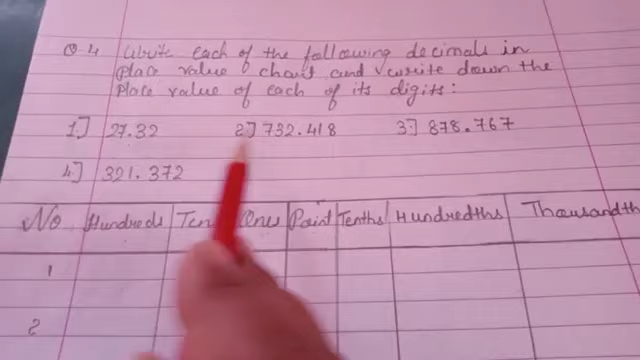 Q.4 Write each of the following decimals in
place value chart and write down the
Place value of each of its digits:
1.] 27.32 2.] 732.418 3.] 878.767
4.] 321.372
No. Hundreds Tens Ones Point Tenths Hundredths Thousandth
1
2